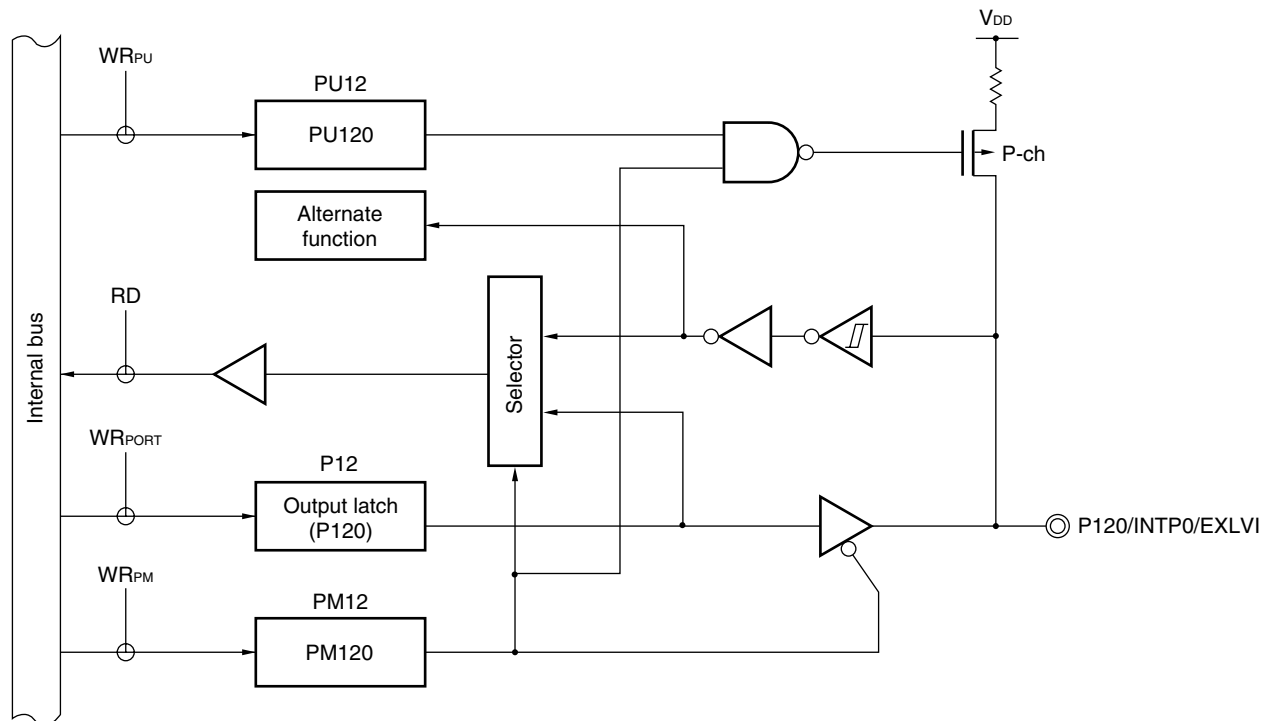 VDD
WRPU
PU12
PU120
P-ch
Alternate
function
RD
Internal bus
Selector
WRPORT
P12
Output latch
(P120)
P120/INTP0/EXLVI
WRPM
PM12
PM120